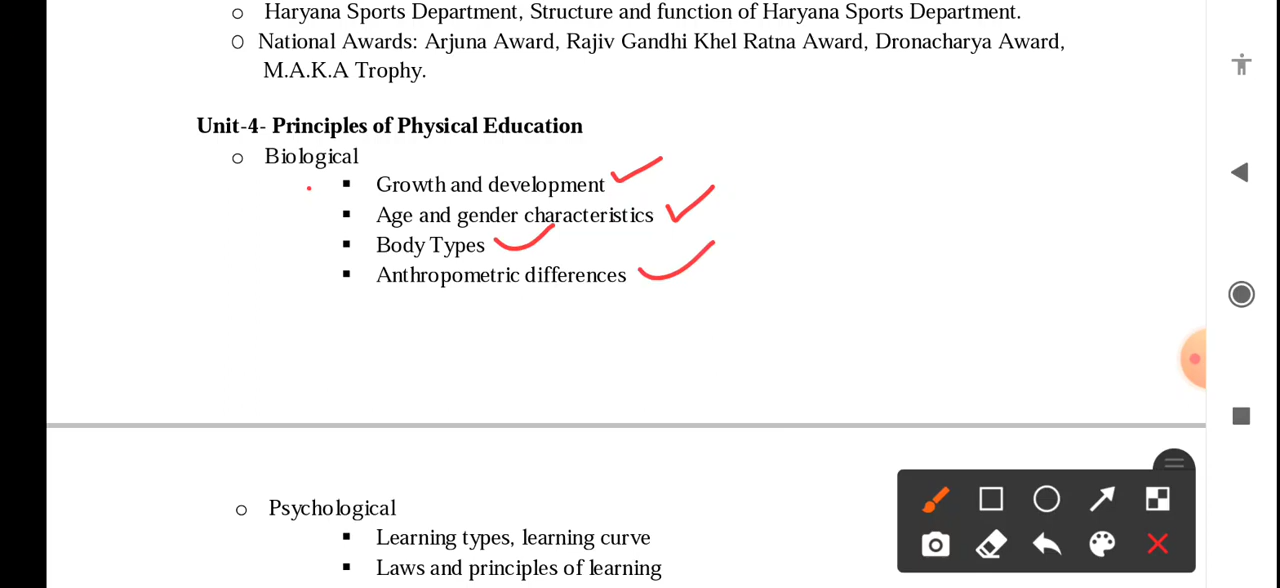 ○ Haryana Sports Department, Structure and function of Haryana Sports Department.
○ National Awards: Arjuna Award, Rajiv Gandhi Khel Ratna Award, Dronacharya Award,
M.A.K.A Trophy.
Unit-4- Principles of Physical Education
○ Biological
▪ Growth and development
▪ Age and gender characteristics
▪ Body Types
▪ Anthropometric differences
○ Psychological
▪ Learning types, learning curve
▪ Laws and principles of learning